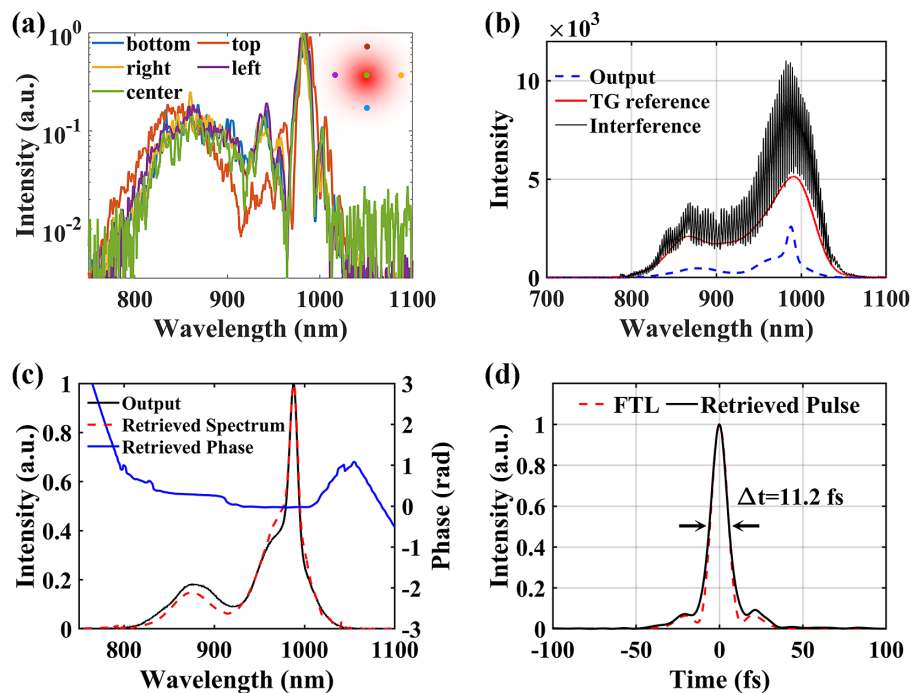 (a)
10^0
10^-1
10^-2
Intensity (a.u.)
bottom top
right left
center
800 900 1000 1100
Wavelength (nm)
(b)
×10^3
10
5
0
Intensity
Output
TG reference
Interference
700 800 900 1000 1100
Wavelength (nm)
(c)
1
0.8
0.6
0.4
0.2
0
Intensity (a.u.)
Output
Retrieved Spectrum
Retrieved Phase
3
2
1
0
-1
-2
-3
Phase (rad)
800 900 1000 1100
Wavelength (nm)
(d)
1
0.8
0.6
0.4
0.2
0
Intensity (a.u.)
FTL Retrieved Pulse
Δt=11.2 fs
-100 -50 0 50 100
Time (fs)